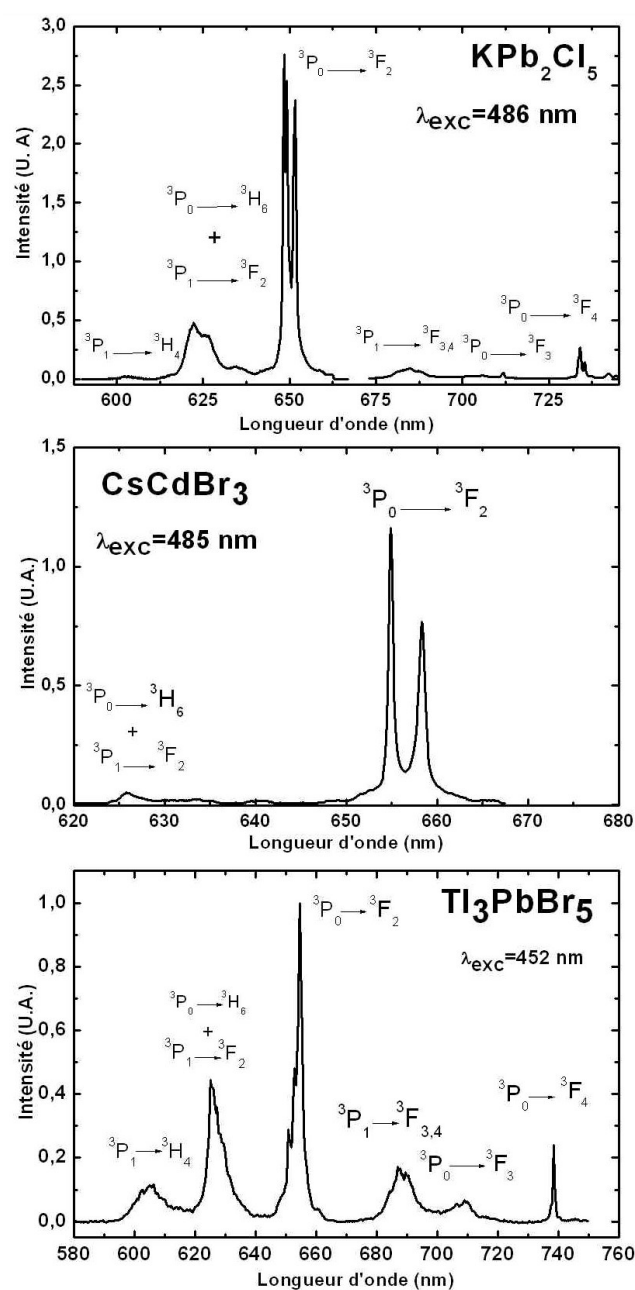 KPb₂Cl₅
λexc=486 nm
³P₀ → ³F₂
³P₀ → ³H₆
+
³P₁ → ³F₂
³P₁ → ³H₄
³P₁ → ³F₃,₄
³P₀ → ³F₃
³P₀ → ³F₄
Intensité (U. A)
3,0
2,5
2,0
1,5
1,0
0,5
0,0
600 625 650 675 700 725
Longueur d'onde (nm)
CsCdBr₃
λexc=485 nm
³P₀ → ³F₂
³P₀ → ³H₆
+
³P₁ → ³F₂
Intensité (U.A.)
1,5
1,0
0,5
0,0
620 630 640 650 660 670 680
Longueur d'onde (nm)
Tl₃PbBr₅
λexc=452 nm
³P₀ → ³F₂
³P₀ → ³H₆
+
³P₁ → ³F₂
³P₁ → ³H₄
³P₁ → ³F₃,₄
³P₀ → ³F₃
³P₀ → ³F₄
Intensité (U.A.)
1,0
0,8
0,6
0,4
0,2
0,0
580 600 620 640 660 680 700 720 740 760
Longueur d'onde (nm)